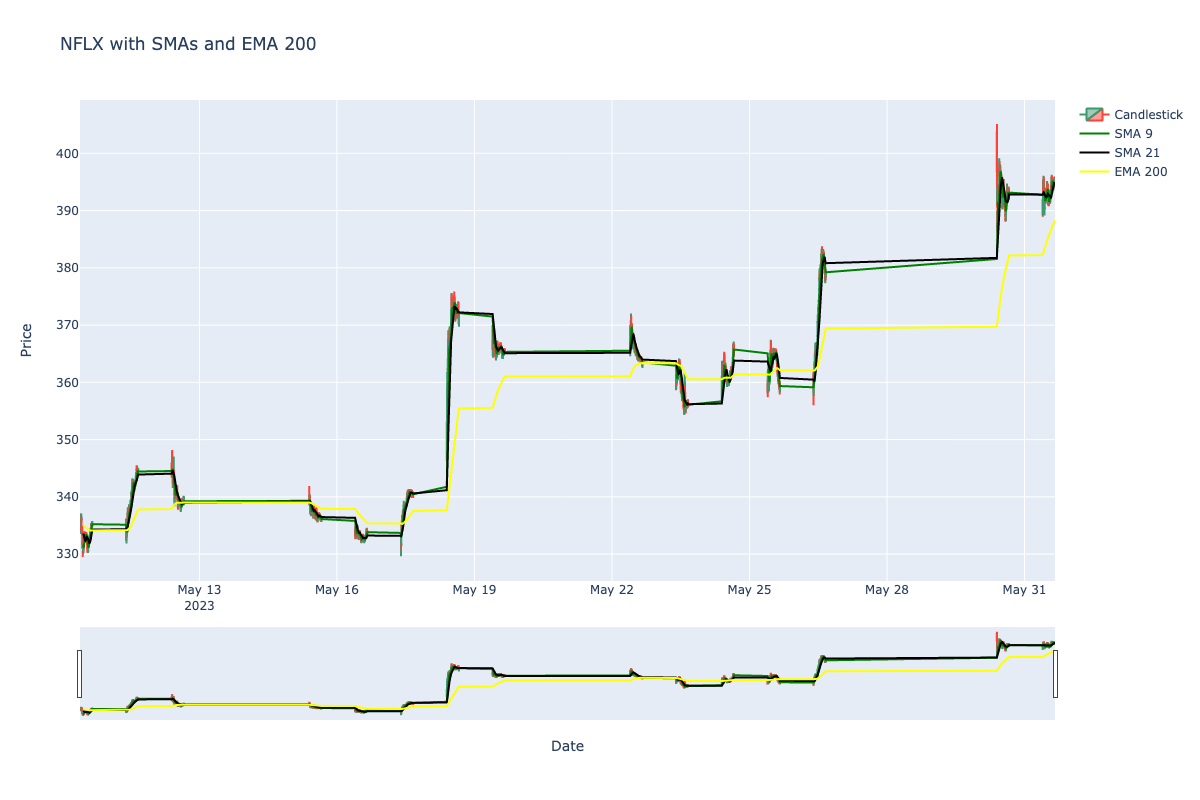 NFLX with SMAs and EMA 200
Candlestick
SMA 9
SMA 21
EMA 200
Price
400
390
380
370
360
350
340
330
May 13
2023
May 16
May 19
May 22
May 25
May 28
May 31
Date